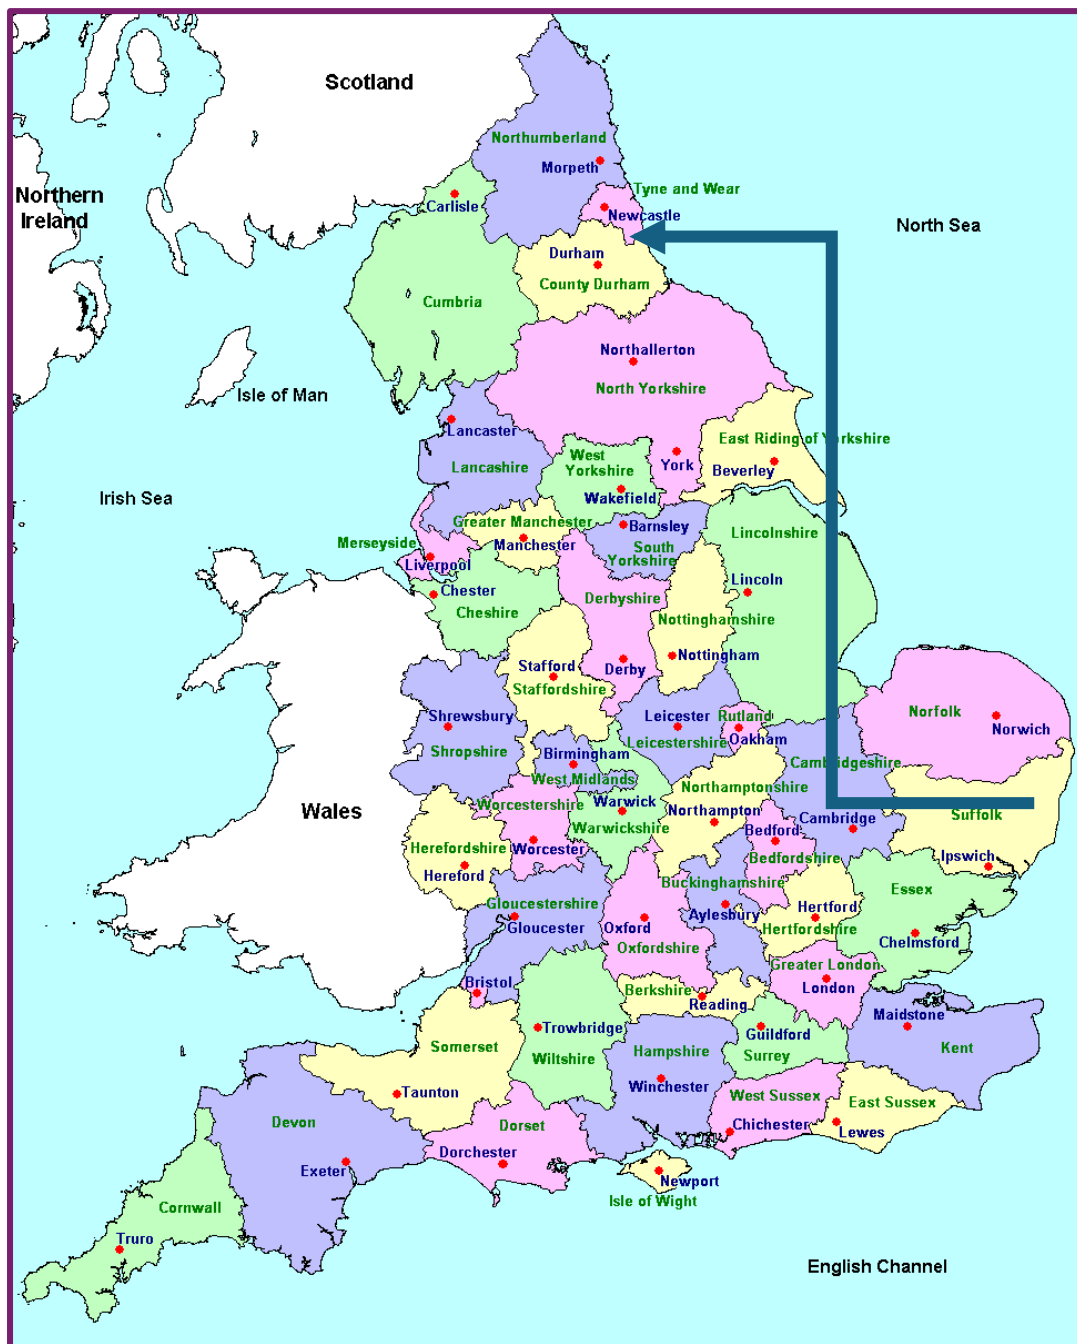 Scotland
Northumberland
Morpeth
Northern
Ireland
Tyne and Wear
Carlisle
Newcastle
North Sea
Durham
County Durham
Cumbria
Northallerton
North Yorkshire
Isle of Man
Lancaster
East Riding of Yorkshire
West
Yorkshire
York
Beverley
Lancashire
Irish Sea
Wakefield
Greater Manchester
Barnsley
Lincolnshire
Merseyside
Manchester
South
Yorkshire
Liverpool
Lincoln
Chester
Derbyshire
Cheshire
Nottinghamshire
Nottingham
Stafford
Derby
Staffordshire
Norfolk
Shrewsbury
Leicester
Rutland
Norwich
Oakham
Shropshire
Leicestershire
Birmingham
Cambridgeshire
West Midlands
Northamptonshire
Wales
Worcestershire
Warwick
Northampton
Cambridge
Suffolk
Warwickshire
Bedford
Herefordshire
Worcester
Bedfordshire
Ipswich
Hereford
Buckinghamshire
Essex
Gloucestershire
Aylesbury
Hertford
Gloucester
Oxford
Hertfordshire
Oxfordshire
Chelmsford
Greater London
Bristol
Berkshire
London
Reading
Trowbridge
Guildford
Maidstone
Somerset
Wiltshire
Hampshire
Surrey
Kent
Taunton
Winchester
West Sussex
East Sussex
Devon
Dorset
Chichester
Lewes
Dorchester
Exeter
Newport
Isle of Wight
Cornwall
Truro
English Channel